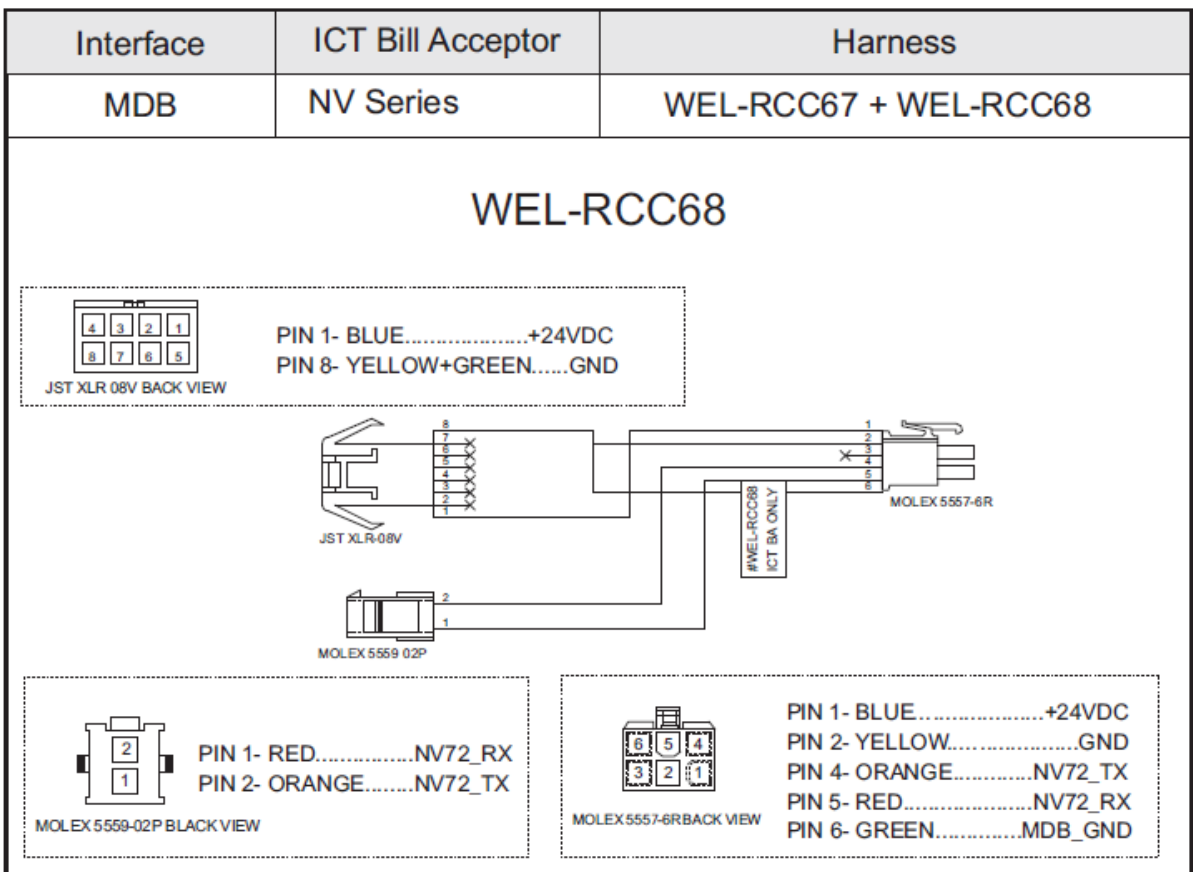 Interface ICT Bill Acceptor Harness
MDB NV Series WEL-RCC67 + WEL-RCC68
WEL-RCC68
4 3 2 1
8 7 6 5
JST XLR 08V BACK VIEW
PIN 1- BLUE.....................+24VDC
PIN 8- YELLOW+GREEN......GND
8
7
6
5
4
3
2
1
JST XLR-08V
1
2
3
4
5
6
MOLEX 5557-6R
#WEL-RCC68
ICT BA ONLY
2
1
MOLEX 5559 02P
2
1
MOLEX 5559-02P BLACK VIEW
PIN 1- RED.................NV72_RX
PIN 2- ORANGE........NV72_TX
6 5 4
3 2 1
MOLEX 5557-6R BACK VIEW
PIN 1- BLUE......................+24VDC
PIN 2- YELLOW......................GND
PIN 4- ORANGE.............NV72_TX
PIN 5- RED......................NV72_RX
PIN 6- GREEN..............MDB_GND